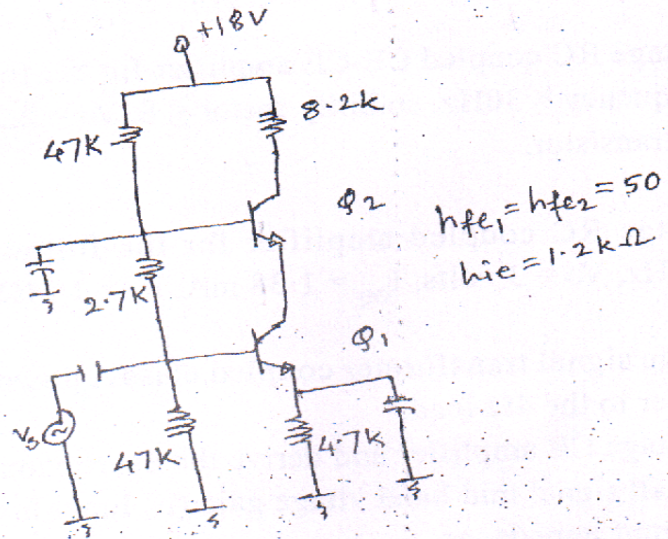 +18V
47K
8.2k
Q2
hfe1 = hfe2 = 50
hie = 1.2kΩ
2.7K
Q1
Vs
47K
4.7K